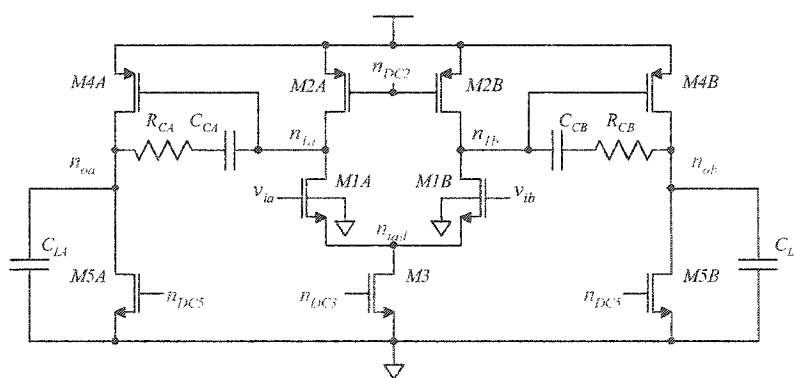 M4A
M2A
n_DC2
M2B
M4B
R_CA
C_CA
n_1a
n_1b
C_CB
R_CB
n_oa
n_ob
v_ia
M1A
M1B
v_ib
n_tail
C_LA
M5A
n_DC5
n_DC3
M3
n_DC5
M5B
C_L